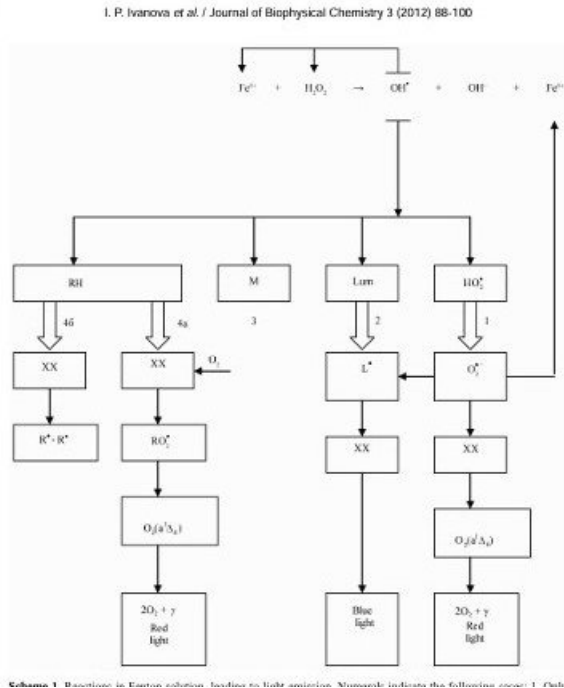 I. P. Ivanova et al. / Journal of Biophysical Chemistry 3 (2012) 88-100
Fe²⁺ + H₂O₂ → OH• + OH⁻ + Fe³⁺
RH M Lum HO₂•
4б 4a 3 2 1
XX XX O₂ L• O₂•⁻
R•-R• RO₂• XX XX
O₂(a¹Δg) O₂(a¹Δg)
2O₂ + γ Blue 2O₂ + γ
Red light Red
light light
Scheme 1. Reactions in Fenton solution, leading to light emission. Numerals indicate the following cases: 1. Only